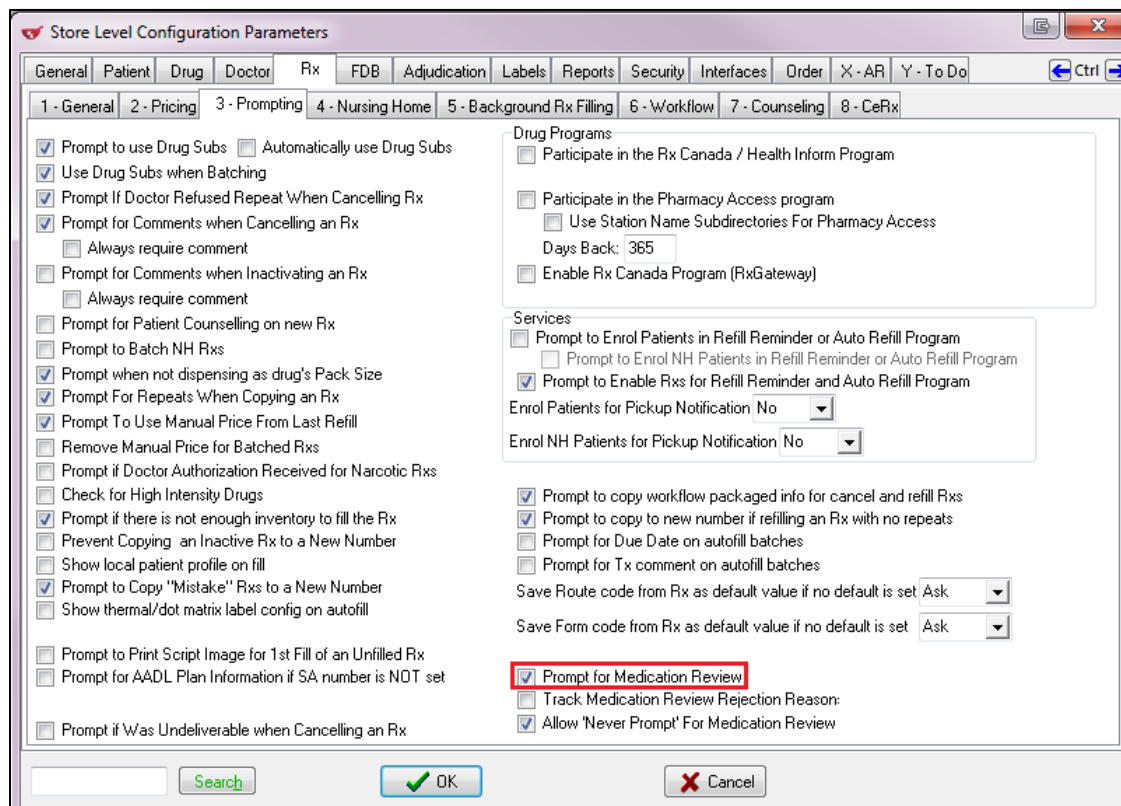 Store Level Configuration Parameters
General Patient Drug Doctor Rx FDB Adjudication Labels Reports Security Interfaces Order X - AR Y - To Do Ctrl
1 - General 2 - Pricing 3 - Prompting 4 - Nursing Home 5 - Background Rx Filling 6 - Workflow 7 - Counseling 8 - CeRx
Prompt to use Drug Subs Automatically use Drug Subs
Use Drug Subs when Batching
Prompt If Doctor Refused Repeat When Cancelling Rx
Prompt for Comments when Cancelling an Rx
Always require comment
Prompt for Comments when Inactivating an Rx
Always require comment
Prompt for Patient Counselling on new Rx
Prompt to Batch NH Rxs
Prompt when not dispensing as drug's Pack Size
Prompt For Repeats When Copying an Rx
Prompt To Use Manual Price From Last Refill
Remove Manual Price for Batched Rxs
Prompt if Doctor Authorization Received for Narcotic Rxs
Check for High Intensity Drugs
Prompt if there is not enough inventory to fill the Rx
Prevent Copying an Inactive Rx to a New Number
Show local patient profile on fill
Prompt to Copy "Mistake" Rxs to a New Number
Show thermal/dot matrix label config on autofill
Prompt to Print Script Image for 1st Fill of an Unfilled Rx
Prompt for AADL Plan Information if SA number is NOT set
Prompt if Was Undeliverable when Cancelling an Rx
Drug Programs
Participate in the Rx Canada / Health Inform Program
Participate in the Pharmacy Access program
Use Station Name Subdirectories For Pharmacy Access
Days Back: 365
Enable Rx Canada Program (RxGateway)
Services
Prompt to Enrol Patients in Refill Reminder or Auto Refill Program
Prompt to Enrol NH Patients in Refill Reminder or Auto Refill Program
Prompt to Enable Rxs for Refill Reminder and Auto Refill Program
Enrol Patients for Pickup Notification No
Enrol NH Patients for Pickup Notification No
Prompt to copy workflow packaged info for cancel and refill Rxs
Prompt to copy to new number if refilling an Rx with no repeats
Prompt for Due Date on autofill batches
Prompt for Tx comment on autofill batches
Save Route code from Rx as default value if no default is set Ask
Save Form code from Rx as default value if no default is set Ask
Prompt for Medication Review
Track Medication Review Rejection Reason:
Allow 'Never Prompt' For Medication Review
Search OK Cancel